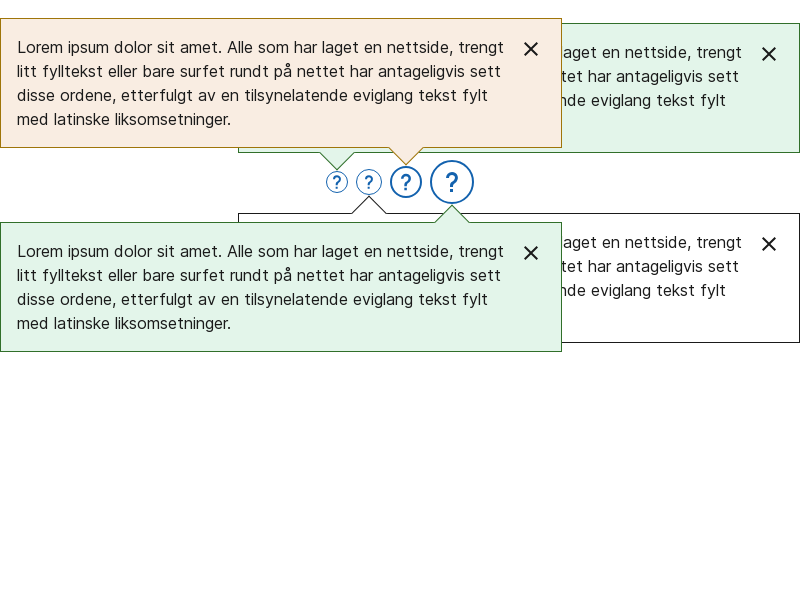 Lorem ipsum dolor sit amet. Alle som har laget en nettside, trengt
litt fylltekst eller bare surfet rundt på nettet har antageligvis sett
disse ordene, etterfulgt av en tilsynelatende eviglang tekst fylt
med latinske liksomsetninger.
laget en nettside, trengt
har antageligvis sett
eviglang tekst fylt
? ? ? ?
Lorem ipsum dolor sit amet. Alle som har laget en nettside, trengt
litt fylltekst eller bare surfet rundt på nettet har antageligvis sett
disse ordene, etterfulgt av en tilsynelatende eviglang tekst fylt
med latinske liksomsetninger.
laget en nettside, trengt
har antageligvis sett
eviglang tekst fylt